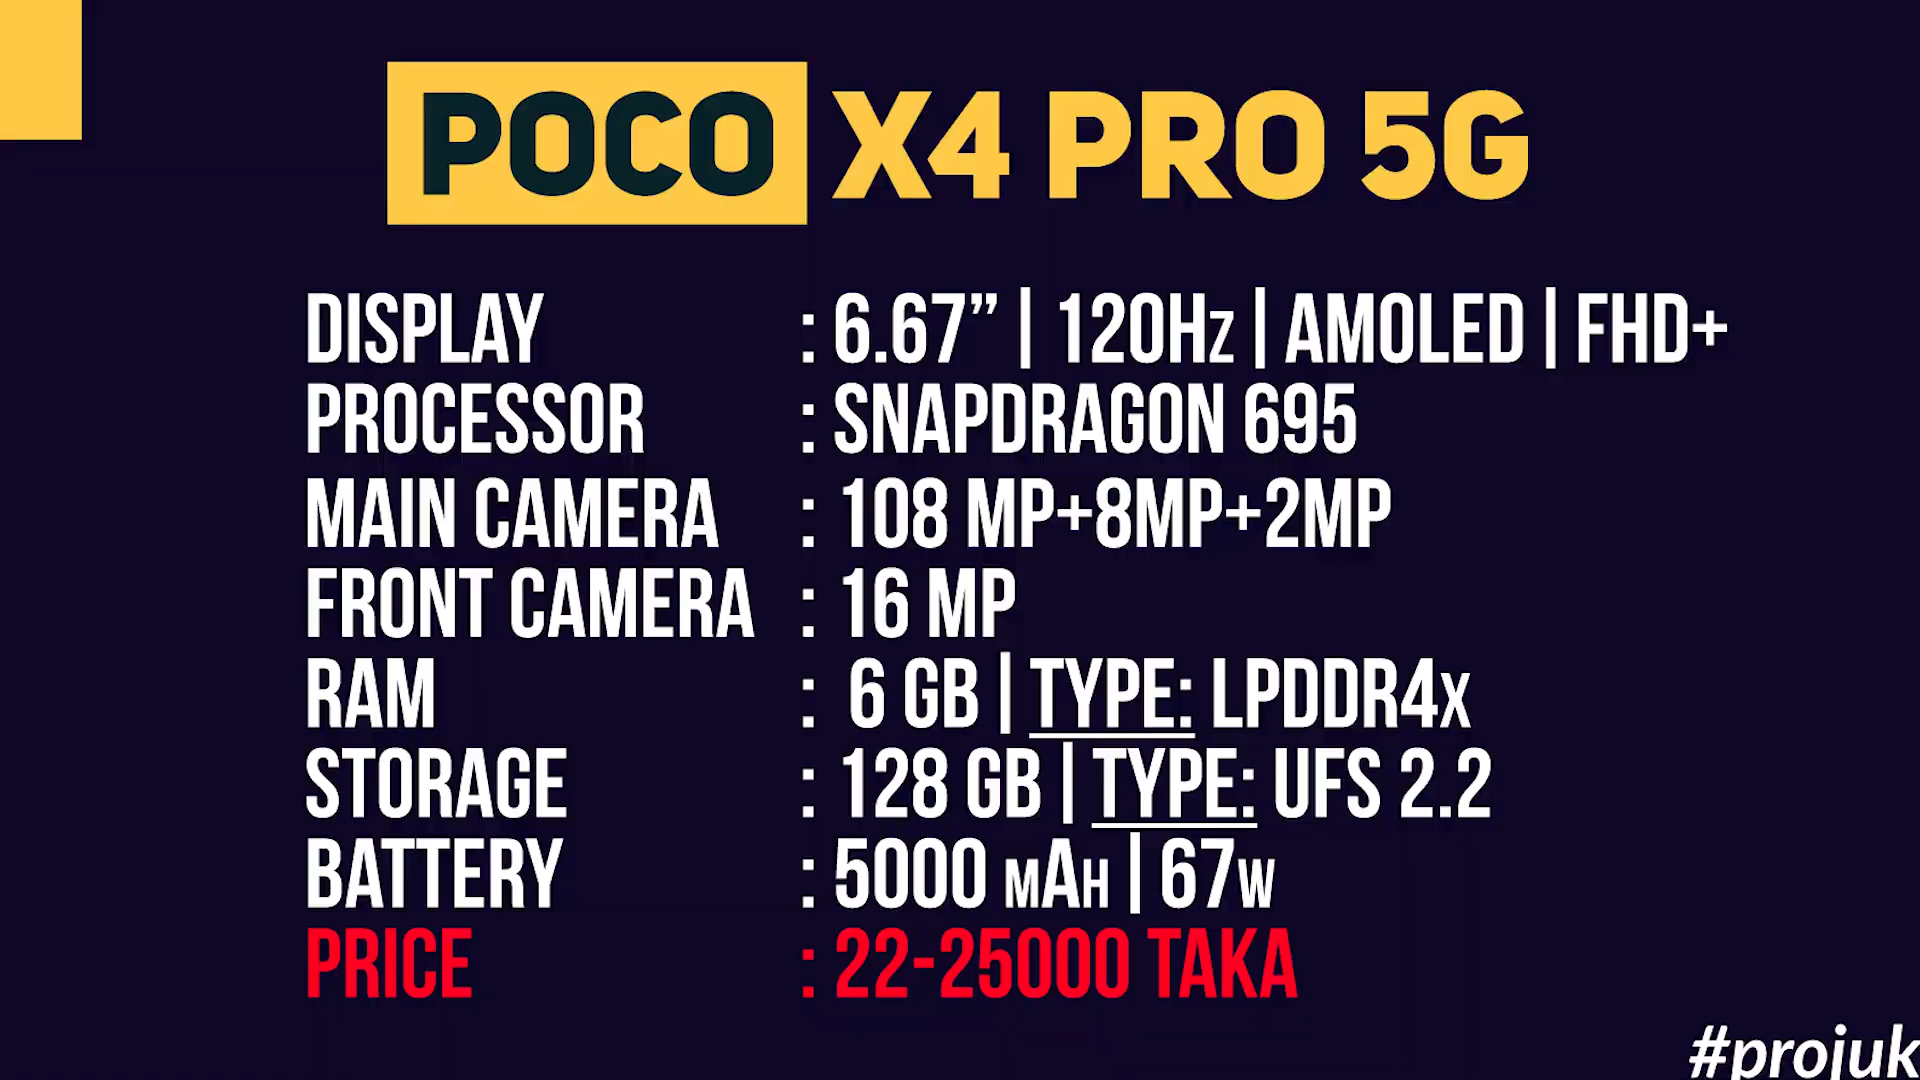 POCO X4 PRO 5G
DISPLAY : 6.67” | 120Hz | AMOLED | FHD+
PROCESSOR : SNAPDRAGON 695
MAIN CAMERA : 108 MP+8MP+2MP
FRONT CAMERA : 16 MP
RAM : 6 GB | TYPE: LPDDR4X
STORAGE : 128 GB | TYPE: UFS 2.2
BATTERY : 5000 MAH | 67W
PRICE : 22-25000 TAKA
#projuk